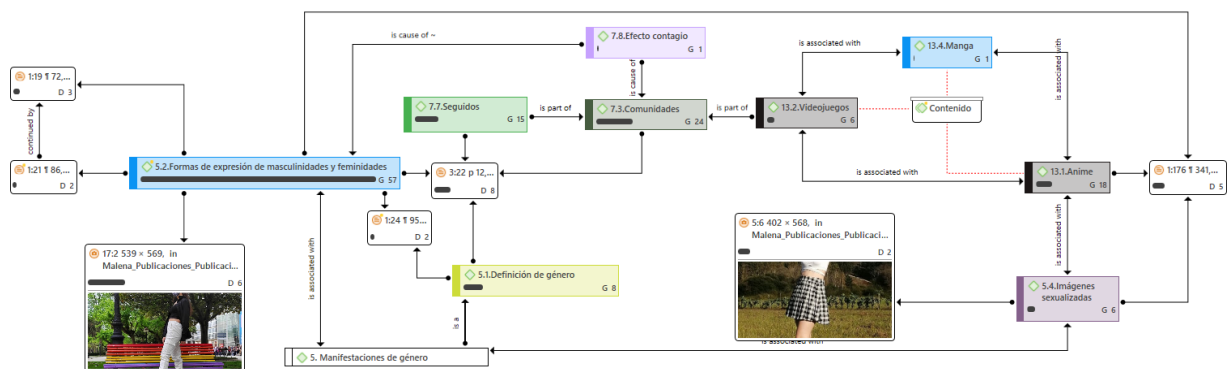 7.8.Efecto contagio
G 1
is cause of ~
is cause of
13.4.Manga
G 1
is associated with
is associated with
1:19 ¶ 72,...
D 3
continued by
7.7.Seguidos
G 15
is part of
7.3.Comunidades
G 24
is part of
13.2.Videojuegos
G 6
Contenido
1:21 ¶ 86,...
D 2
5.2.Formas de expresión de masculinidades y feminidades
G 57
3:22 p 12,...
D 8
is associated with
13.1.Anime
G 18
1:176 ¶ 341,...
D 5
1:24 ¶ 95...
D 2
is associated with
is associated with
17:2 539 × 569, in
Malena_Publicaciones_Publicaci...
D 6
5.1.Definición de género
G 8
is a
5:6 402 × 568, in
Malena_Publicaciones_Publicaci...
D 2
5.4.Imágenes
sexualizadas
G 6
5. Manifestaciones de género
is associated with